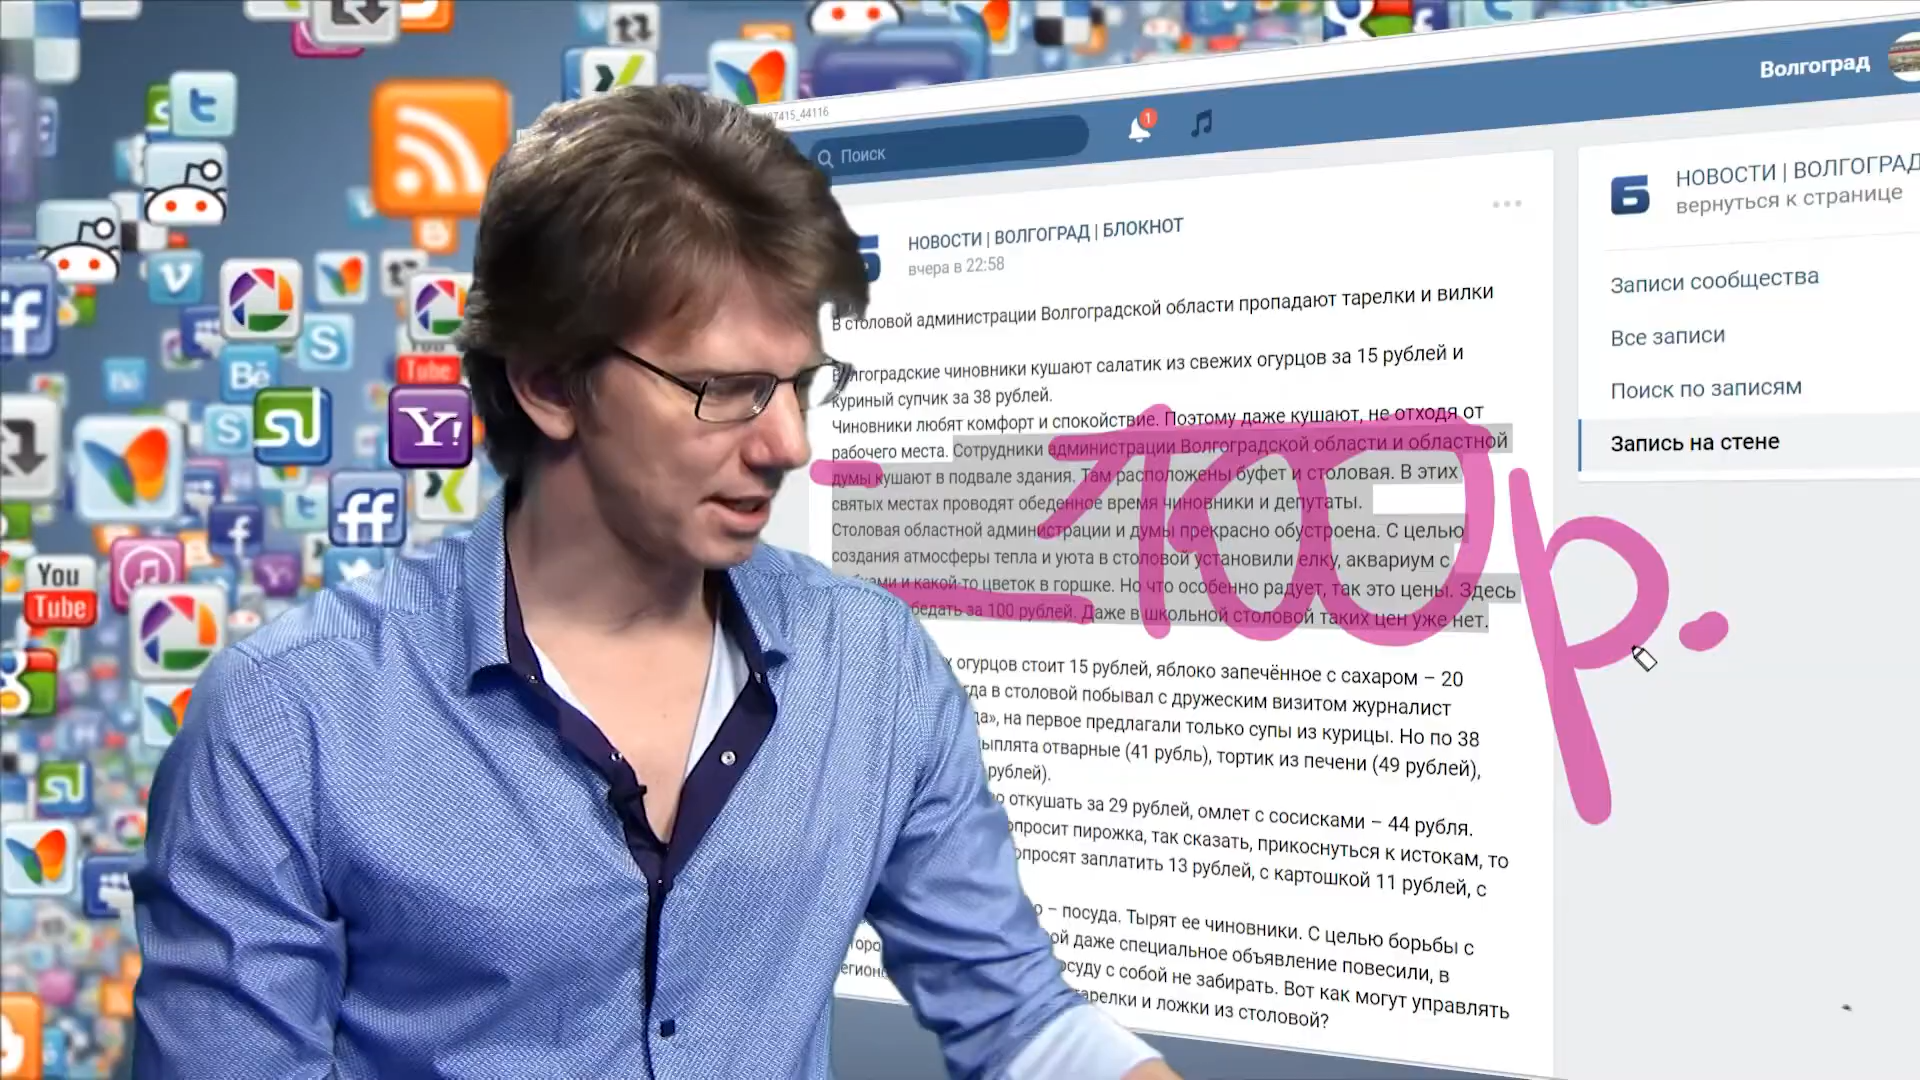 87415_44116
Волгоград
Поиск
1
НОВОСТИ | ВОЛГОГРАД | БЛОКНОТ
вчера в 22:58
В столовой администрации Волгоградской области пропадают тарелки и вилки
Волгоградские чиновники кушают салатик из свежих огурцов за 15 рублей и
куриный супчик за 38 рублей.
Чиновники любят комфорт и спокойствие. Поэтому даже кушают, не отходя от
рабочего места. Сотрудники администрации Волгоградской области и областной
думы кушают в подвале здания. Там расположены буфет и столовая. В этих
святых местах проводят обеденное время чиновники и депутаты.
Столовая областной администрации и думы прекрасно обустроена. С целью
создания атмосферы тепла и уюта в столовой установили елку, аквариум с
и какой-то цветок в горшке. Но что особенно радует, так это цены. Здесь
за 100 рублей. Даже в школьной столовой таких цен уже нет.
огурцов стоит 15 рублей, яблоко запечённое с сахаром – 20
в столовой побывал с дружеским визитом журналист
на первое предлагали только супы из курицы. Но по 38
отварные (41 рубль), тортик из печени (49 рублей),
рублей).
откушать за 29 рублей, омлет с сосисками – 44 рубля.
пирожка, так сказать, прикоснуться к истокам, то
заплатить 13 рублей, с картошкой 11 рублей, с
– посуда. Тырят ее чиновники. С целью борьбы с
даже специальное объявление повесили, в
с собой не забирать. Вот как могут управлять
тарелки и ложки из столовой?
100р.
Б
НОВОСТИ | ВОЛГОГРАД
вернуться к странице
Записи сообщества
Все записи
Поиск по записям
Запись на стене
You
Tube
Tube
Y!
Bē
Bē
ff
f